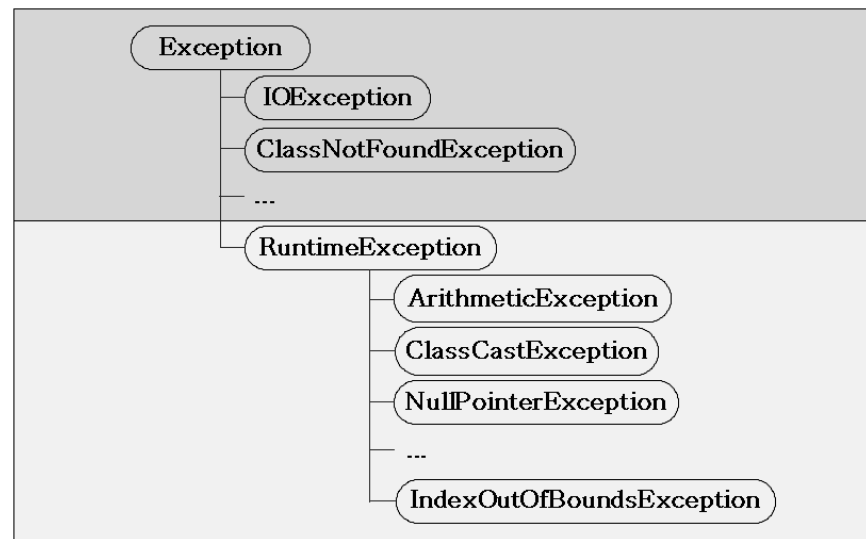 Exception
IOException
ClassNotFoundException
...
RuntimeException
ArithmeticException
ClassCastException
NullPointerException
...
IndexOutOfBoundsException